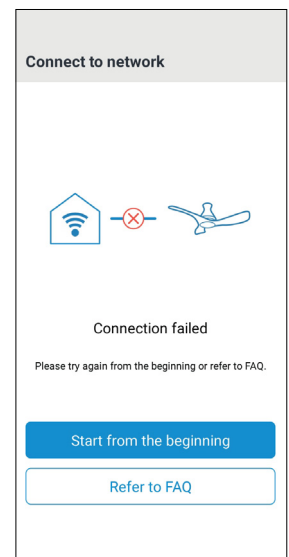 Connect to network
Connection failed
Please try again from the beginning or refer to FAQ.
Start from the beginning
Refer to FAQ